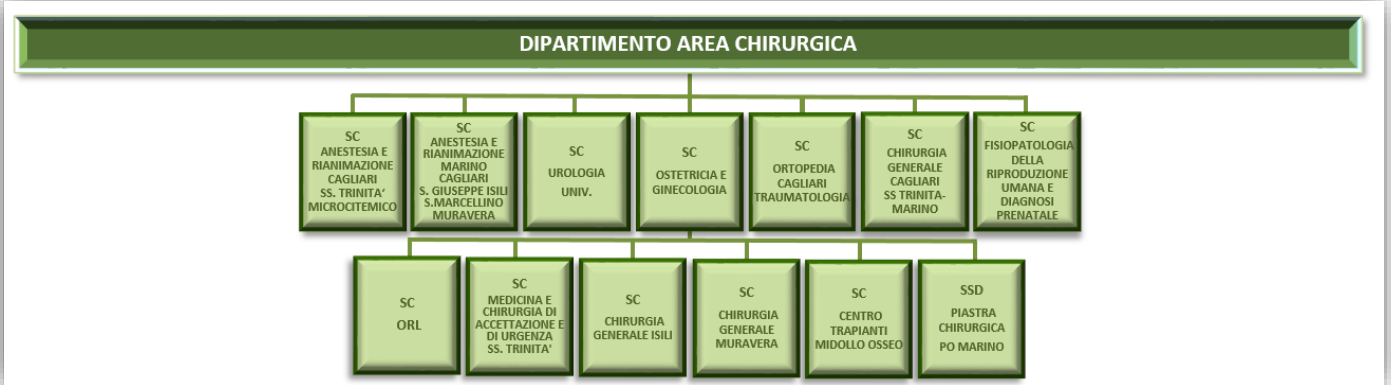 DIPARTIMENTO AREA CHIRURGICA
SC
ANESTESIA E
RIANIMAZIONE
CAGLIARI
SS. TRINITA‘
MICROCITEMICO
SC
ANESTESIA E
RIANIMAZIONE
MARINO
CAGLIARI
S. GIUSEPPE ISILI
S.MARCELLINO
MURAVERA
SC
UROLOGIA
UNIV.
SC
OSTETRICIA E
GINECOLOGIA
SC
ORTOPEDIA
CAGLIARI
TRAUMATOLOGIA
SC
CHIRURGIA
GENERALE
CAGLIARI
SS TRINITA-
MARINO
SC
FISIOPATOLOGIA
DELLA
RIPRODUZIONE
UMANA E
DIAGNOSI
PRENATALE
SC
ORL
SC
MEDICINA E
CHIRURGIA DI
ACCETTAZIONE E
DI URGENZA
SS. TRINITA'
SC
CHIRURGIA
GENERALE ISILI
SC
CHIRURGIA
GENERALE
MURAVERA
SC
CENTRO
TRAPIANTI
MIDOLLO OSSEO
SSD
PIASTRA
CHIRURGICA
PO MARINO